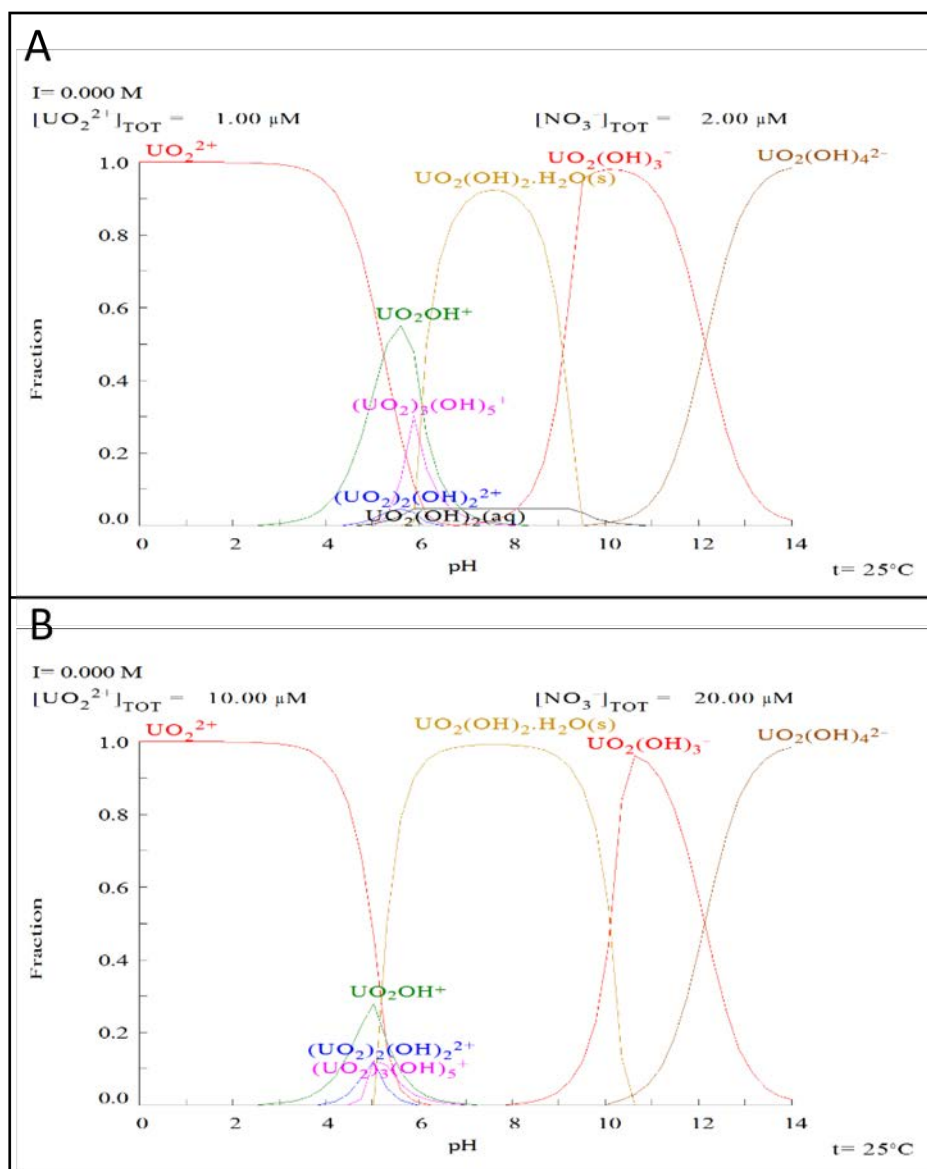 A
I= 0.000 M
[UO₂²⁺]TOT = 1.00 µM [NO₃⁻]TOT = 2.00 µM
UO₂²⁺ UO₂(OH)₃⁻ UO₂(OH)₄²⁻
1.0
UO₂(OH)₂.H₂O(s)
0.8
0.6
UO₂OH⁺
Fraction
0.4
(UO₂)₃(OH)₅⁺
0.2
(UO₂)₂(OH)₂²⁺
UO₂(OH)₂(aq)
0.0
0 2 4 6 8 10 12 14
pH
t= 25°C
B
I= 0.000 M
[UO₂²⁺]TOT = 10.00 µM [NO₃⁻]TOT = 20.00 µM
UO₂²⁺ UO₂(OH)₂.H₂O(s) UO₂(OH)₃⁻ UO₂(OH)₄²⁻
1.0
0.8
0.6
Fraction
0.4
UO₂OH⁺
0.2
(UO₂)₂(OH)₂²⁺
(UO₂)₃(OH)₅⁺
0.0
0 2 4 6 8 10 12 14
pH
t= 25°C